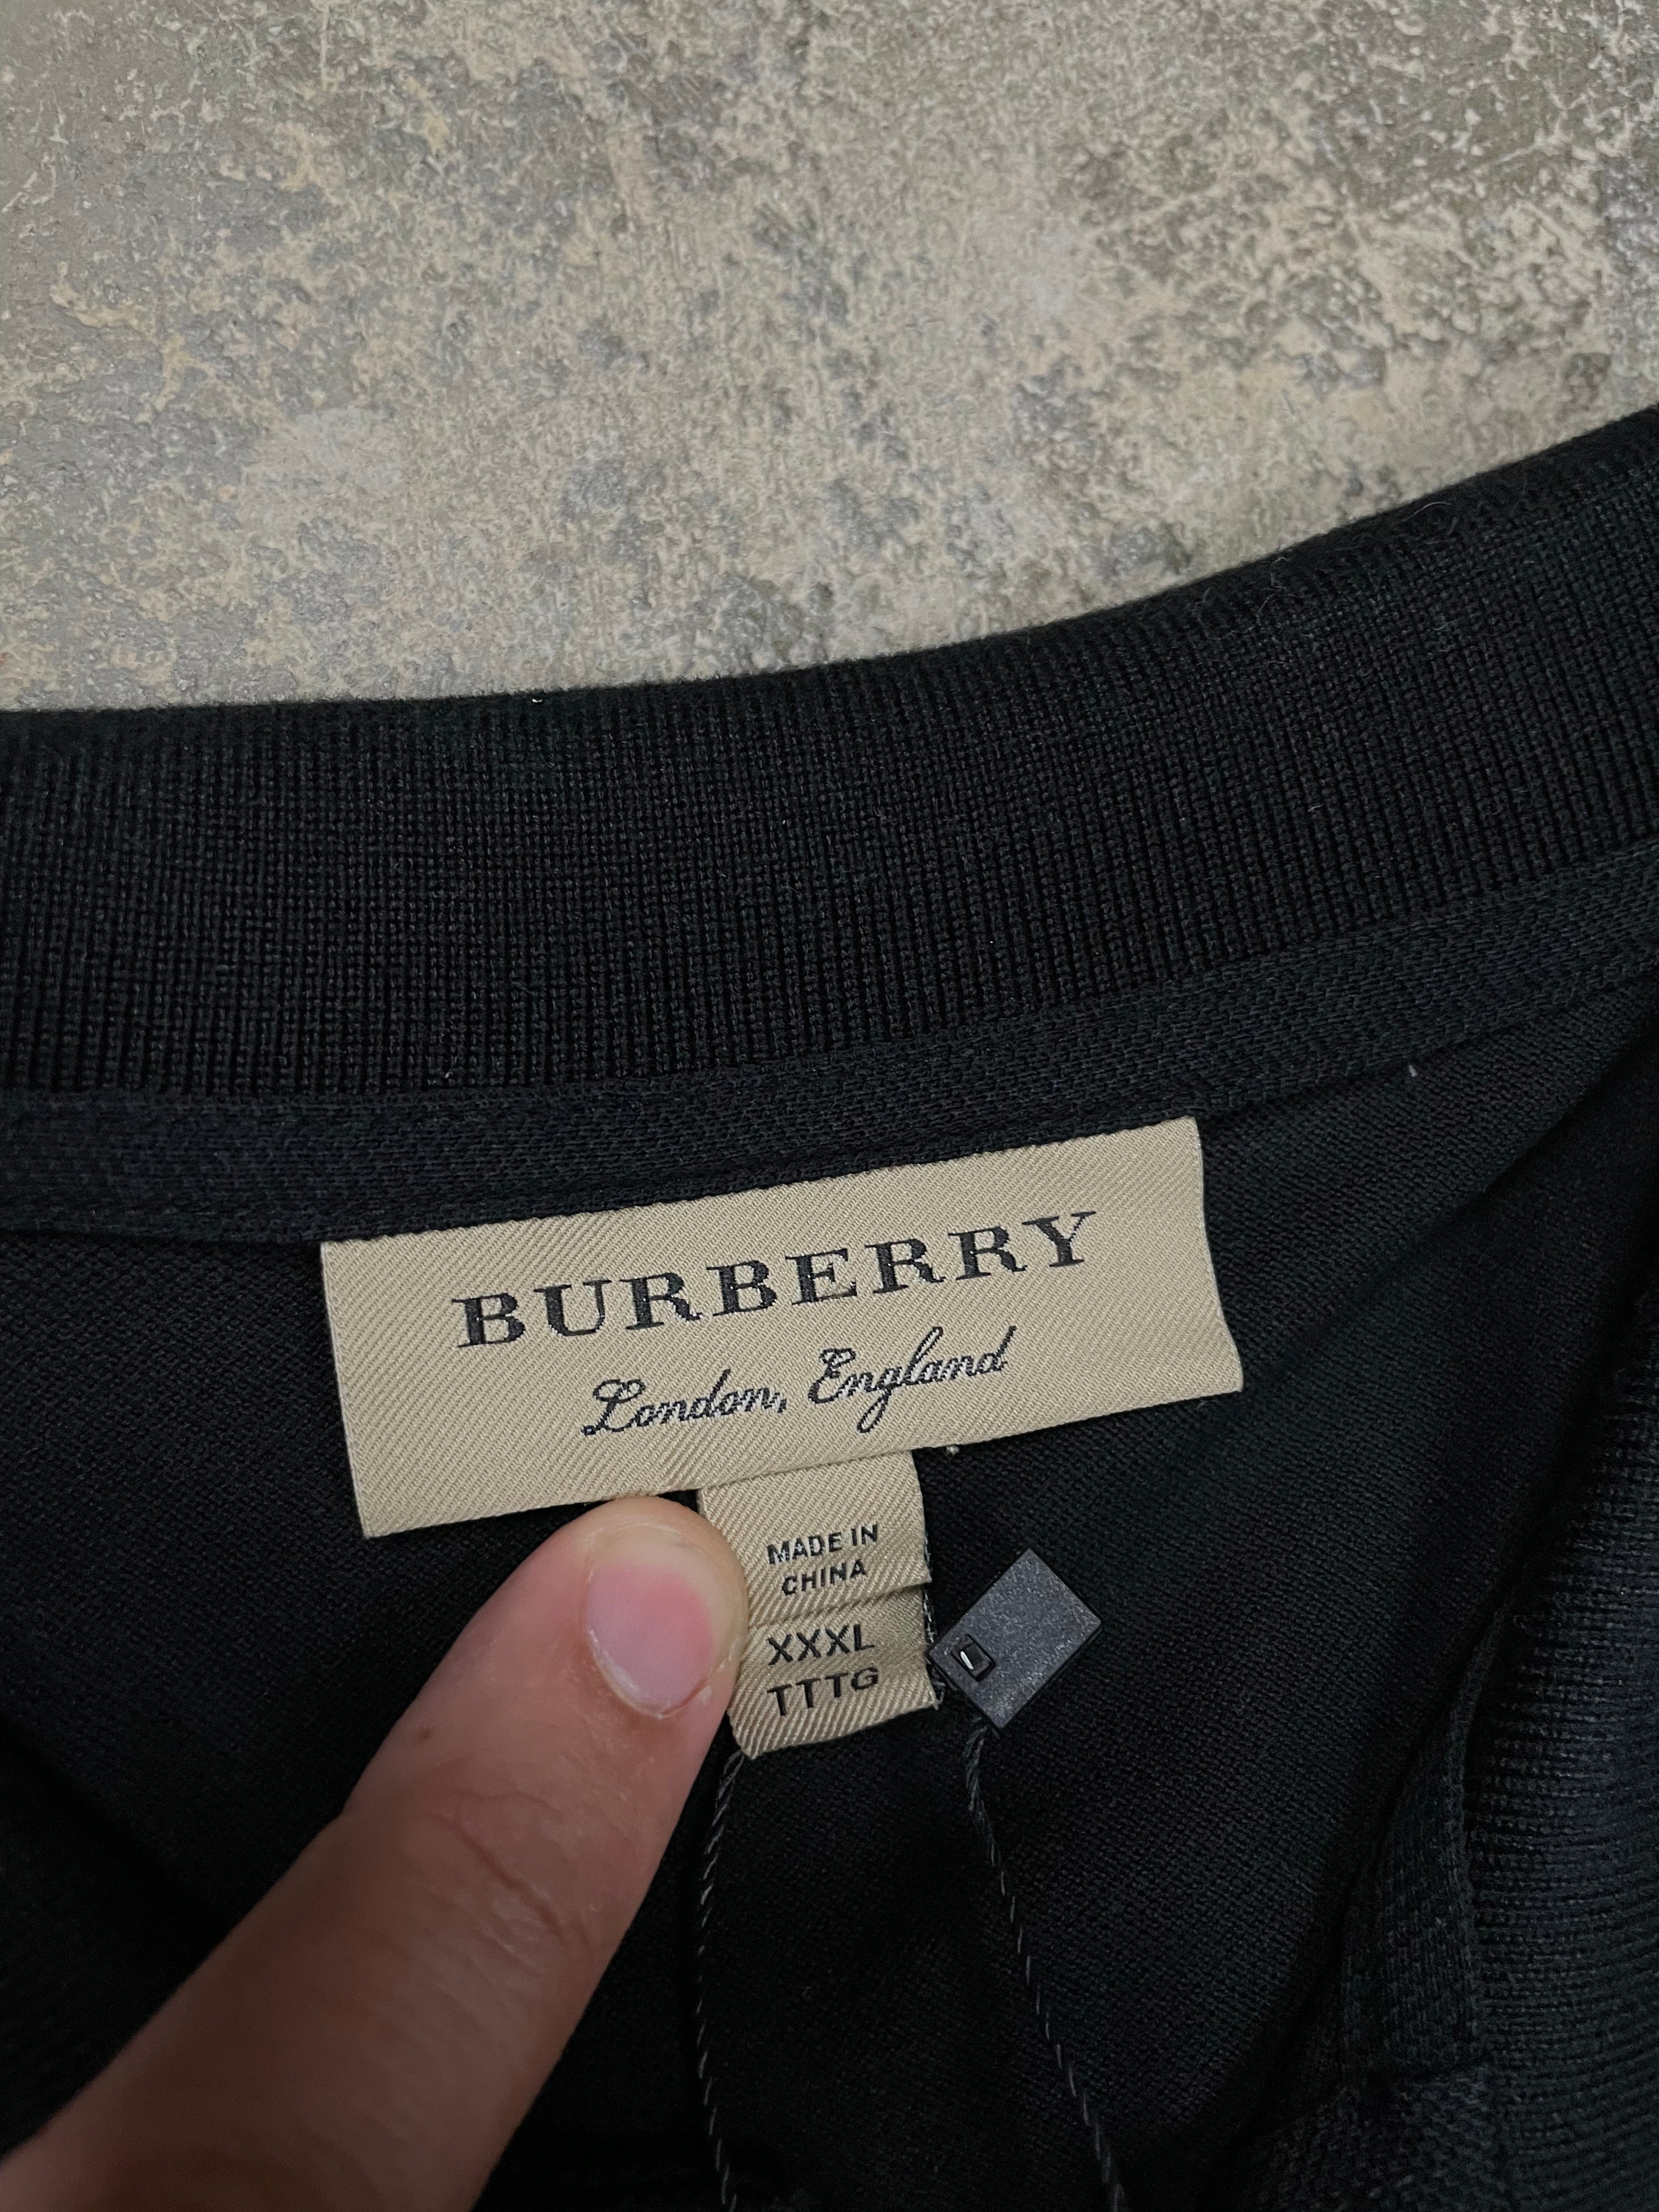 BURBERRY
London, England
MADE IN
CHINA
XXXL
TTTG